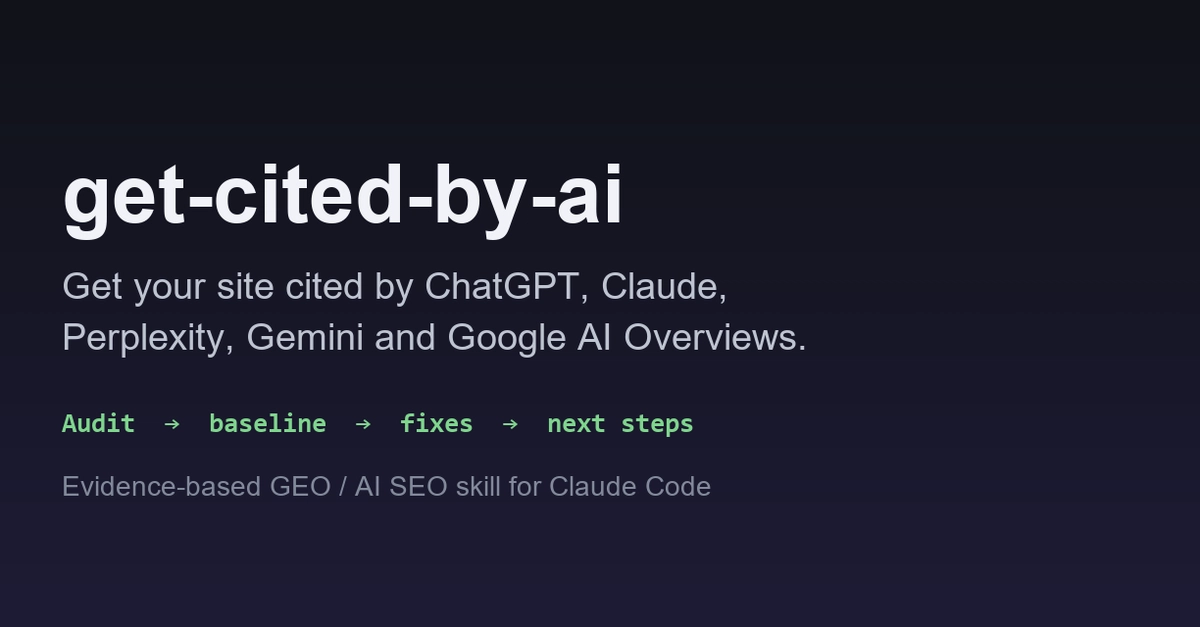 get-cited-by-ai
Get your site cited by ChatGPT, Claude,
Perplexity, Gemini and Google AI Overviews.
Audit → baseline → fixes → next steps
Evidence-based GEO / AI SEO skill for Claude Code